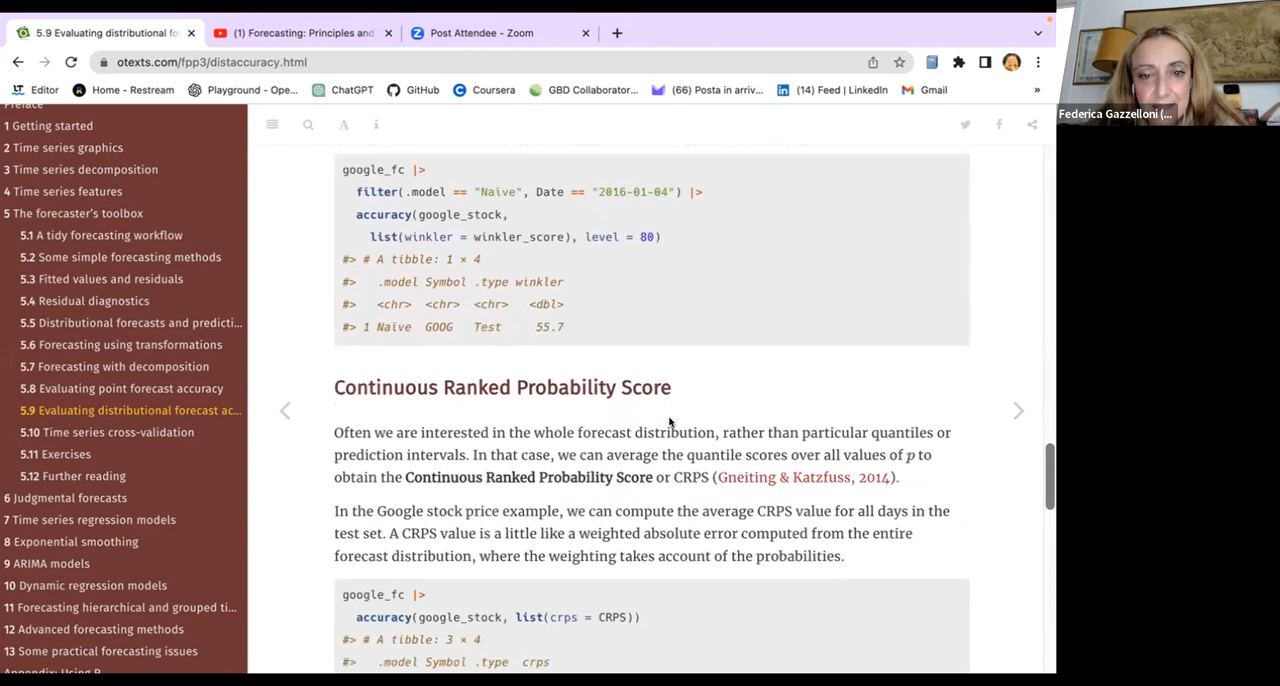 5.9 Evaluating distributional fo
(1) Forecasting: Principles and
Post Attendee - Zoom
otexts.com/fpp3/distaccuracy.html
Editor
Home - Restream
Playground - Ope...
ChatGPT
GitHub
Coursera
GBD Collaborator...
(66) Posta in arriv...
(14) Feed | LinkedIn
Gmail
»
Federica Gazzelloni (...
Preface
1 Getting started
2 Time series graphics
3 Time series decomposition
4 Time series features
5 The forecaster's toolbox
5.1 A tidy forecasting workflow
5.2 Some simple forecasting methods
5.3 Fitted values and residuals
5.4 Residual diagnostics
5.5 Distributional forecasts and predicti...
5.6 Forecasting using transformations
5.7 Forecasting with decomposition
5.8 Evaluating point forecast accuracy
5.9 Evaluating distributional forecast ac...
5.10 Time series cross-validation
5.11 Exercises
5.12 Further reading
6 Judgmental forecasts
7 Time series regression models
8 Exponential smoothing
9 ARIMA models
10 Dynamic regression models
11 Forecasting hierarchical and grouped ti...
12 Advanced forecasting methods
13 Some practical forecasting issues
Appendix: Using R
google_fc |>
filter(.model == "Naïve", Date == "2016-01-04") |>
accuracy(google_stock,
list(winkler = winkler_score), level = 80)
#> # A tibble: 1 × 4
#> .model Symbol .type winkler
#> <chr> <chr> <chr> <dbl>
#> 1 Naïve GOOG Test 55.7
Continuous Ranked Probability Score
Often we are interested in the whole forecast distribution, rather than particular quantiles or
prediction intervals. In that case, we can average the quantile scores over all values of p to
obtain the Continuous Ranked Probability Score or CRPS (Gneiting & Katzfuss, 2014).
In the Google stock price example, we can compute the average CRPS value for all days in the
test set. A CRPS value is a little like a weighted absolute error computed from the entire
forecast distribution, where the weighting takes account of the probabilities.
google_fc |>
accuracy(google_stock, list(crps = CRPS))
#> # A tibble: 3 × 4
#> .model Symbol .type crps